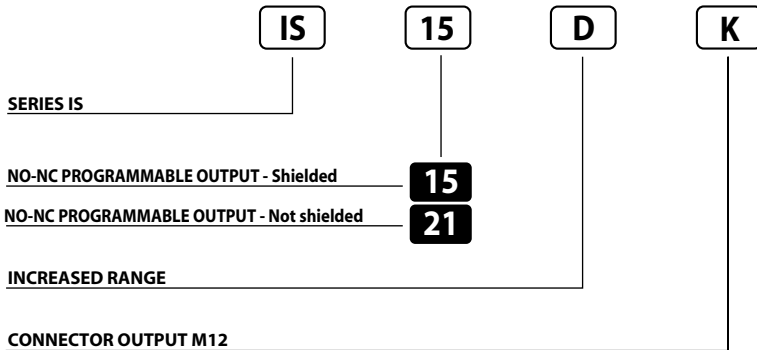 IS 15 D K
SERIES IS
NO-NC PROGRAMMABLE OUTPUT - Shielded 15
NO-NC PROGRAMMABLE OUTPUT - Not shielded 21
INCREASED RANGE
CONNECTOR OUTPUT M12